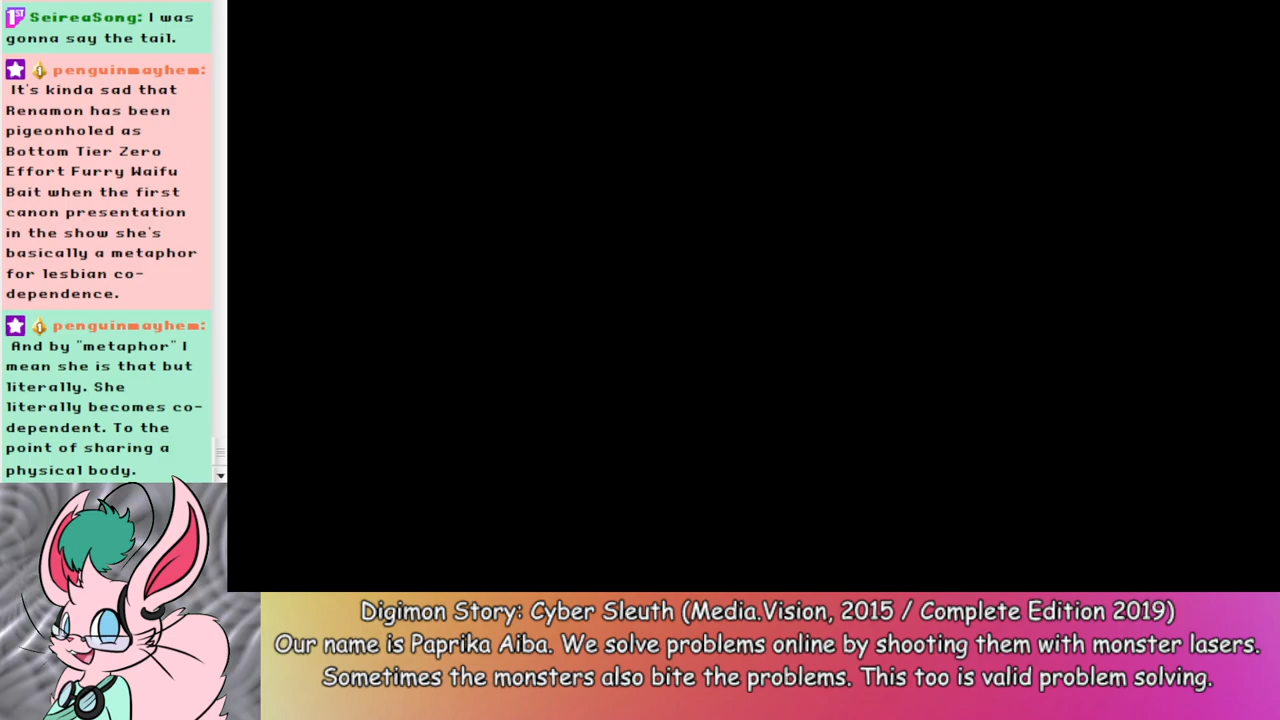 1ST SeireaSong: I was
gonna say the tail.
1 penguinmayhem:
It's kinda sad that
Renamon has been
pigeonholed as
Bottom Tier Zero
Effort Furry Waifu
Bait when the first
canon presentation
in the show she's
basically a metaphor
for lesbian co-
dependence.
1 penguinmayhem:
And by "metaphor" I
mean she is that but
literally. She
literally becomes co-
dependent. To the
point of sharing a
physical body.
Digimon Story: Cyber Sleuth (Media.Vision, 2015 / Complete Edition 2019)
Our name is Paprika Aiba. We solve problems online by shooting them with monster lasers.
Sometimes the monsters also bite the problems. This too is valid problem solving.